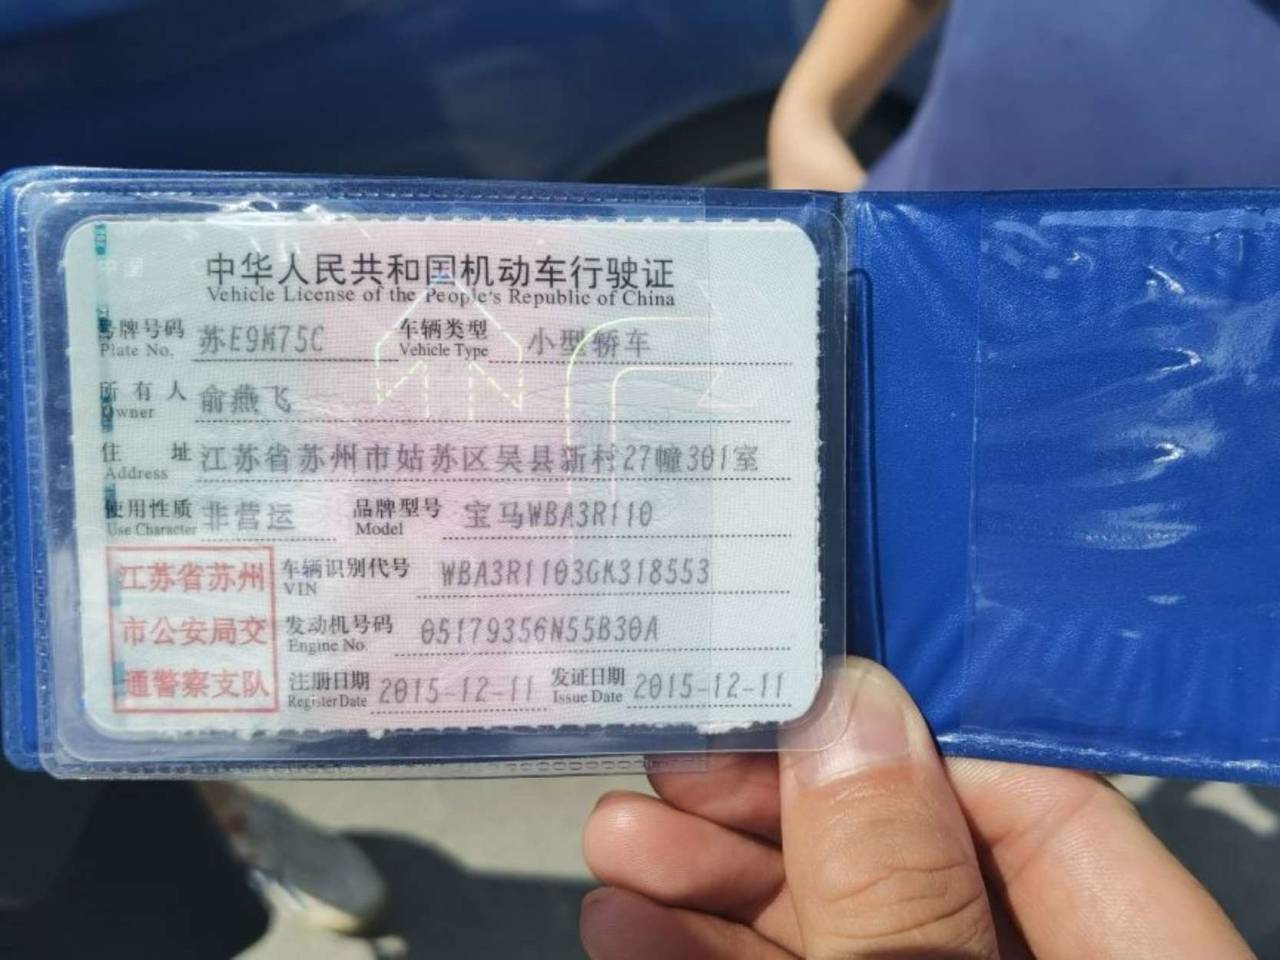 中华人民共和国机动车行驶证
Vehicle License of the People's Republic of China
号牌号码 苏E9M75C 车辆类型 小型轿车
Plate No. Vehicle Type
所有人 俞燕飞
Owner
住址 江苏省苏州市姑苏区吴县新村27幢301室
Address
使用性质 非营运 品牌型号 宝马WBA3R110
Use Character Model
车辆识别代号 WBA3R1103GK318553
VIN
发动机号码 05179356N55B30A
Engine No.
注册日期 2015-12-11 发证日期 2015-12-11
Register Date Issue Date
江苏省苏州
市公安局交
通警察支队